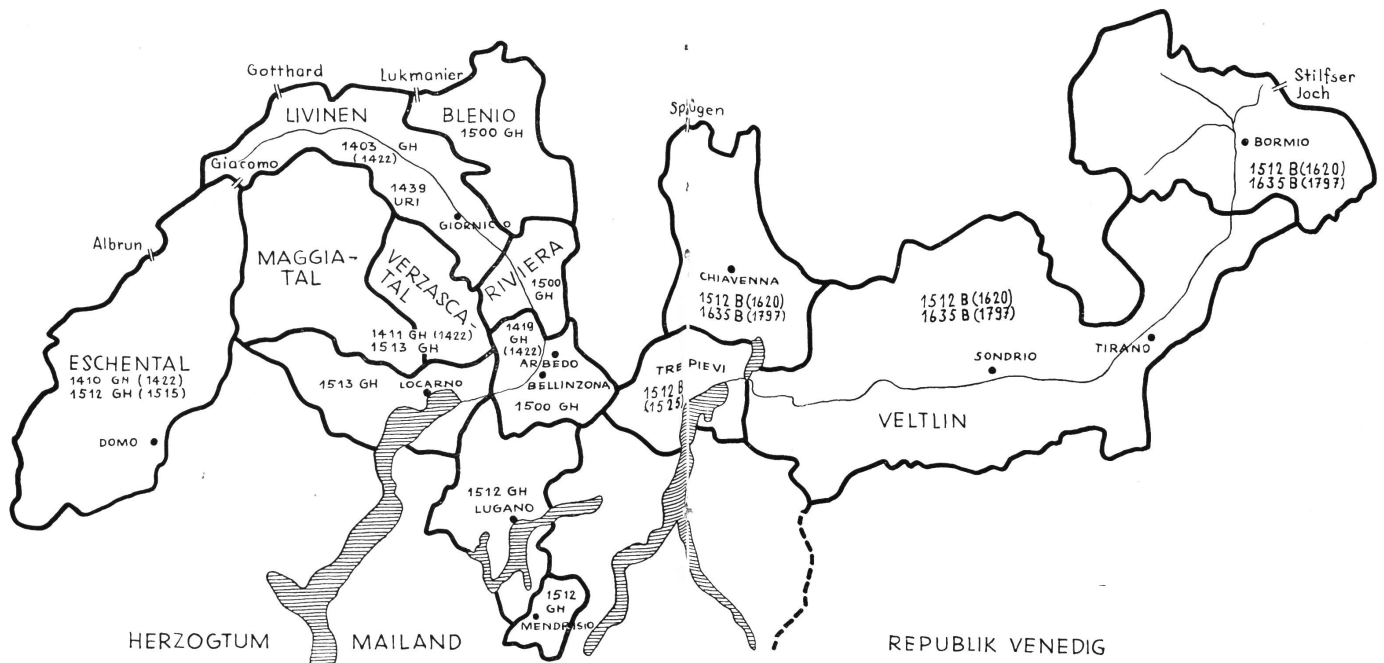 Gotthard
Lukmanier
LIVINEN
BLENIO
1500 GH
1403 GH
(1422)
Giacomo
1439
URI
GIORNICO
Albrun
MAGGIA-
TAL
VERZASCA-
TAL
RIVIERA
1500
GH
1411 GH (1422)
1513 GH
1419
GH
(1422)
ARBEDO
BELLINZONA
1500 GH
ESCHENTAL
1410 GH (1422)
1512 GH (1515)
DOMO
1513 GH
LOCARNO
1512 GH
LUGANO
1512
GH
MENDRISIO
Splügen
CHIAVENNA
1512 B (1620)
1635 B (1797)
TRE PIEVI
1512 B
(1525)
1512 B (1620)
1635 B (1797)
SONDRIO
TIRANO
VELTLIN
Stilfser
Joch
BORMIO
1512 B (1620)
1635 B (1797)
HERZOGTUM MAILAND
REPUBLIK VENEDIG